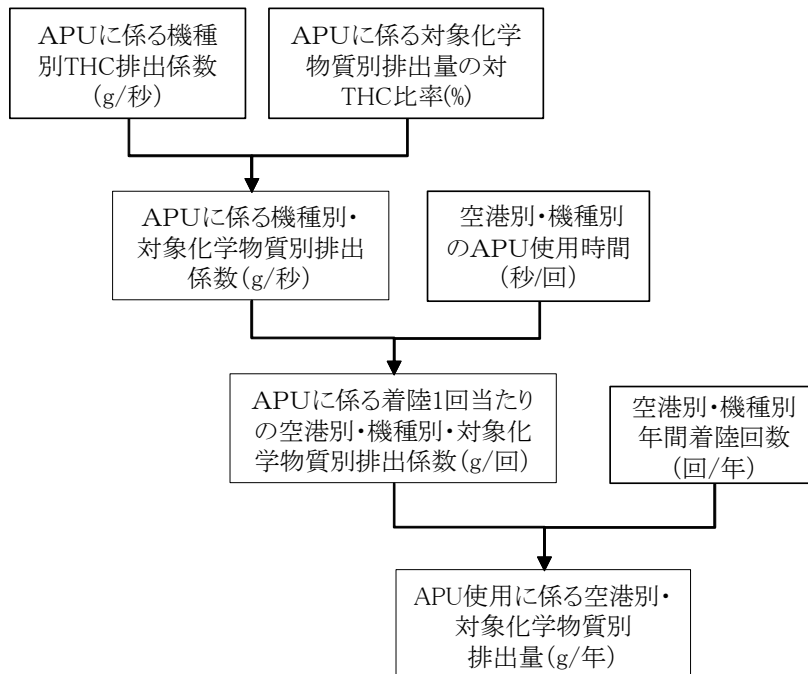 APUに係る機種
別THC排出係数
(g/秒)
APUに係る対象化学
物質別排出量の対
THC比率(%)
APUに係る機種別・
対象化学物質別排出
係数(g/秒)
空港別・機種別
のAPU使用時間
(秒/回)
APUに係る着陸1回当たり
の空港別・機種別・対象化
学物質別排出係数(g/回)
空港別・機種別
年間着陸回数
(回/年)
APU使用に係る空港別・
対象化学物質別
排出量(g/年)